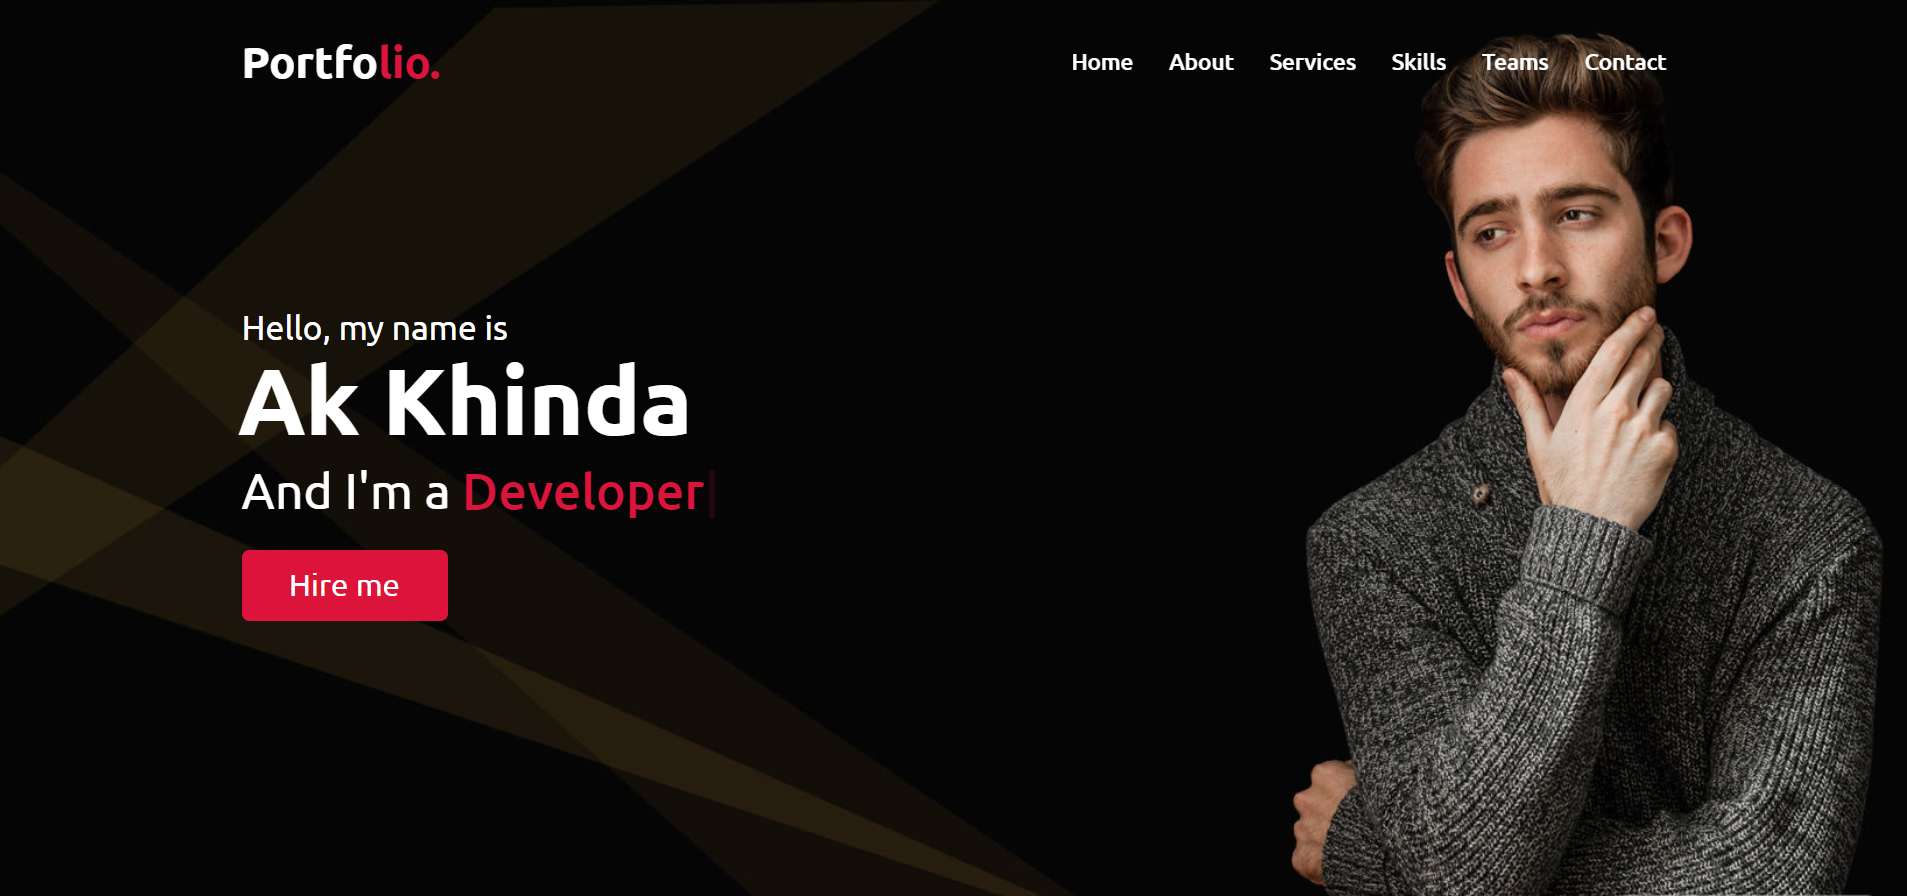 Portfolio.
Home About Services Skills Teams Contact
Hello, my name is
Ak Khinda
And I'm a Developer
Hire me